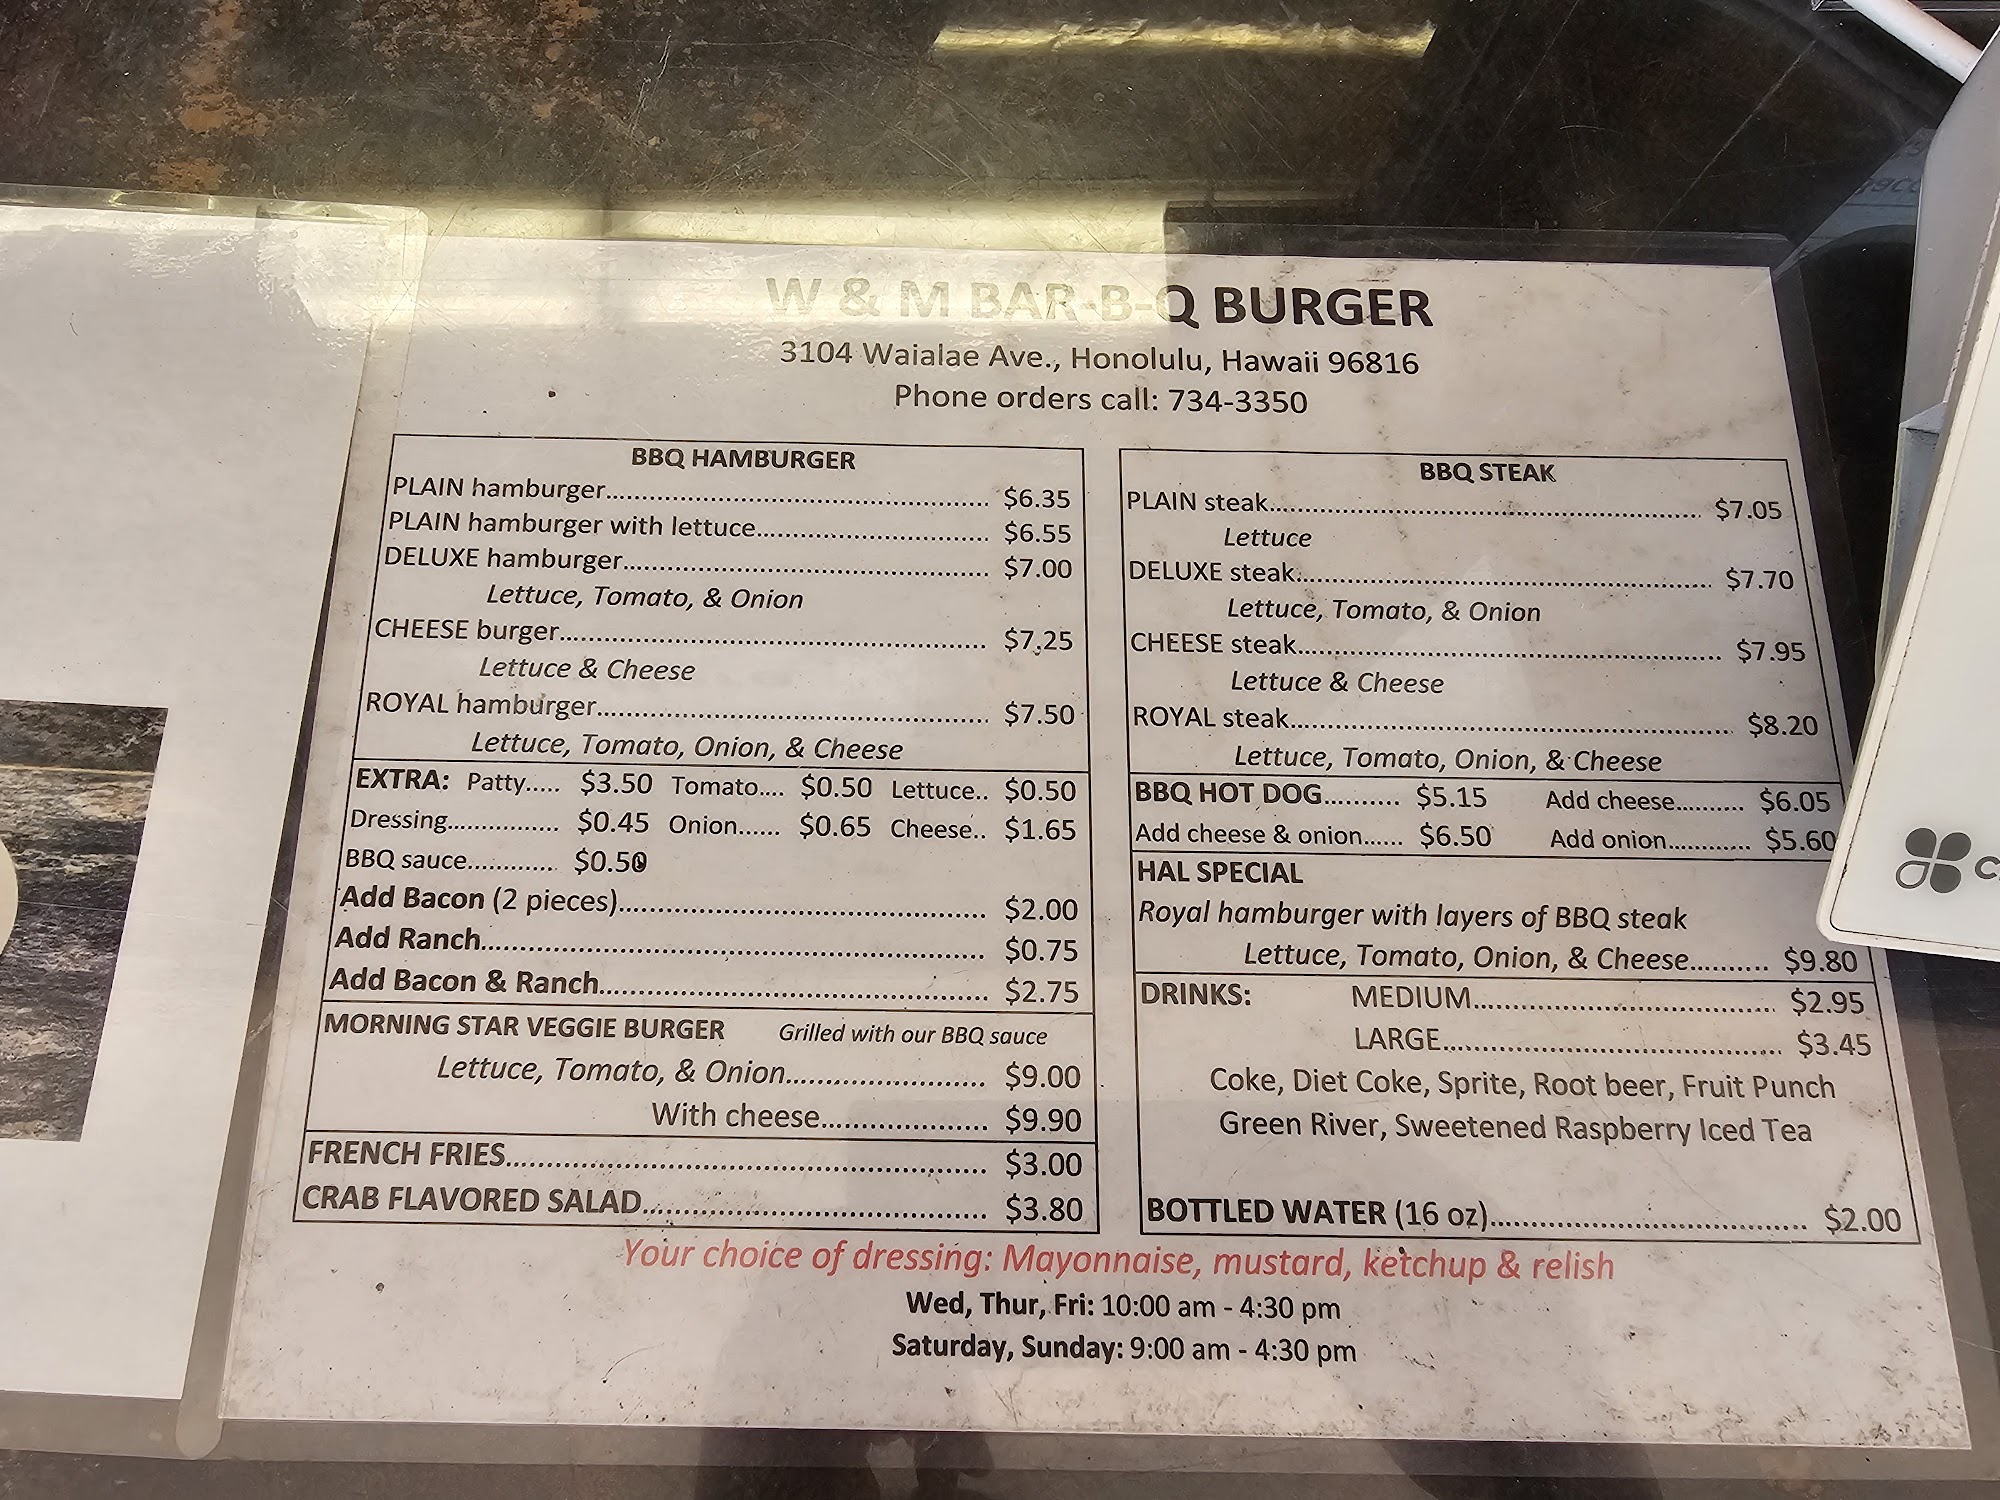 W & M BAR-B-Q BURGER
3104 Waialae Ave., Honolulu, Hawaii 96816
Phone orders call: 734-3350
BBQ HAMBURGER
PLAIN hamburger.......... $6.35
PLAIN hamburger with lettuce.......... $6.55
DELUXE hamburger.......... $7.00
Lettuce, Tomato, & Onion
CHEESE burger.......... $7.25
Lettuce & Cheese
ROYAL hamburger.......... $7.50
Lettuce, Tomato, Onion, & Cheese
EXTRA: Patty..... $3.50 Tomato.... $0.50 Lettuce.. $0.50
Dressing.......... $0.45 Onion...... $0.65 Cheese.. $1.65
BBQ sauce.......... $0.50
Add Bacon (2 pieces).......... $2.00
Add Ranch.......... $0.75
Add Bacon & Ranch.......... $2.75
MORNING STAR VEGGIE BURGER Grilled with our BBQ sauce
Lettuce, Tomato, & Onion.......... $9.00
With cheese.......... $9.90
FRENCH FRIES.......... $3.00
CRAB FLAVORED SALAD.......... $3.80
BBQ STEAK
PLAIN steak.......... $7.05
Lettuce
DELUXE steak.......... $7.70
Lettuce, Tomato, & Onion
CHEESE steak.......... $7.95
Lettuce & Cheese
ROYAL steak.......... $8.20
Lettuce, Tomato, Onion, & Cheese
BBQ HOT DOG.......... $5.15 Add cheese.......... $6.05
Add cheese & onion...... $6.50 Add onion.......... $5.60
HAL SPECIAL
Royal hamburger with layers of BBQ steak
Lettuce, Tomato, Onion, & Cheese.......... $9.80
DRINKS: MEDIUM.......... $2.95
LARGE.......... $3.45
Coke, Diet Coke, Sprite, Root beer, Fruit Punch
Green River, Sweetened Raspberry Iced Tea
BOTTLED WATER (16 oz).......... $2.00
Your choice of dressing: Mayonnaise, mustard, ketchup & relish
Wed, Thur, Fri: 10:00 am - 4:30 pm
Saturday, Sunday: 9:00 am - 4:30 pm